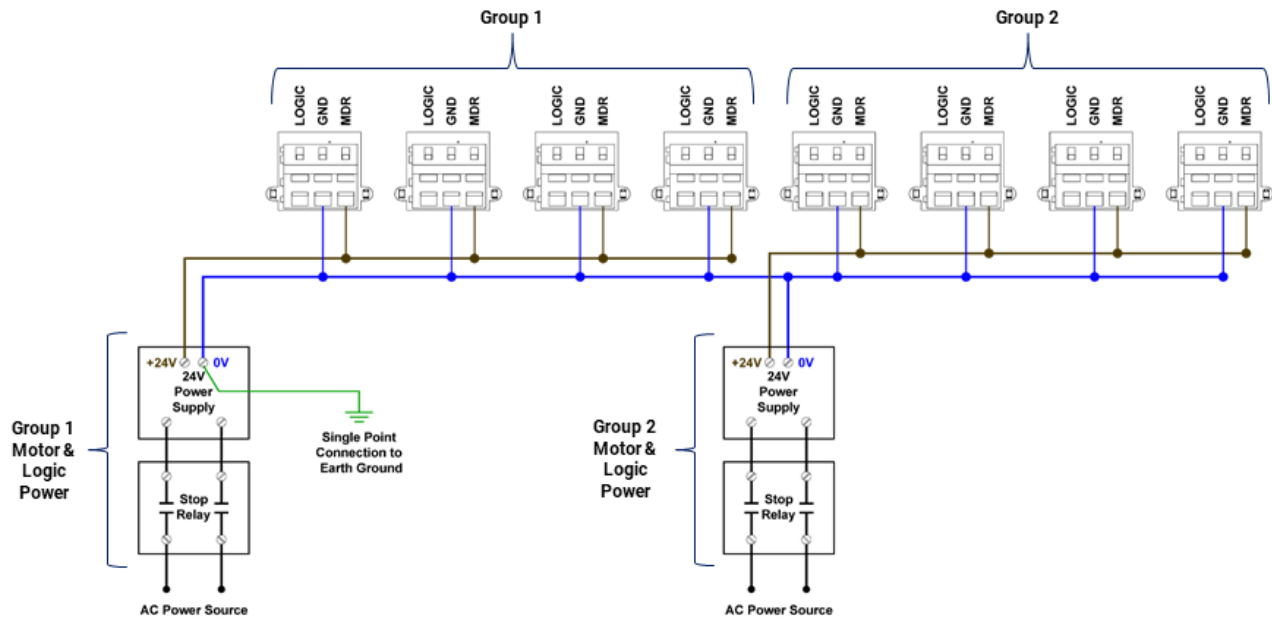 Group 1
Group 2
LOGIC
GND
MDR
LOGIC
GND
MDR
LOGIC
GND
MDR
LOGIC
GND
MDR
LOGIC
GND
MDR
LOGIC
GND
MDR
LOGIC
GND
MDR
LOGIC
GND
MDR
Group 1
Motor &
Logic
Power
+24V
0V
24V
Power
Supply
Single Point
Connection to
Earth Ground
Stop
Relay
AC Power Source
Group 2
Motor &
Logic
Power
+24V
0V
24V
Power
Supply
Stop
Relay
AC Power Source